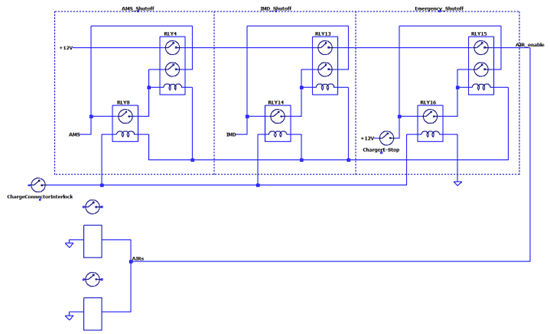 AMS_Shutoff
IMD_Shutoff
Emergency_Shutoff
RLY4
RLY13
RLY15
+12V
AIR_enable
RLY8
RLY14
RLY16
AMS
IMD
+12V
ChargerE-Stop
ChargeConnectorInterlock
AIRs